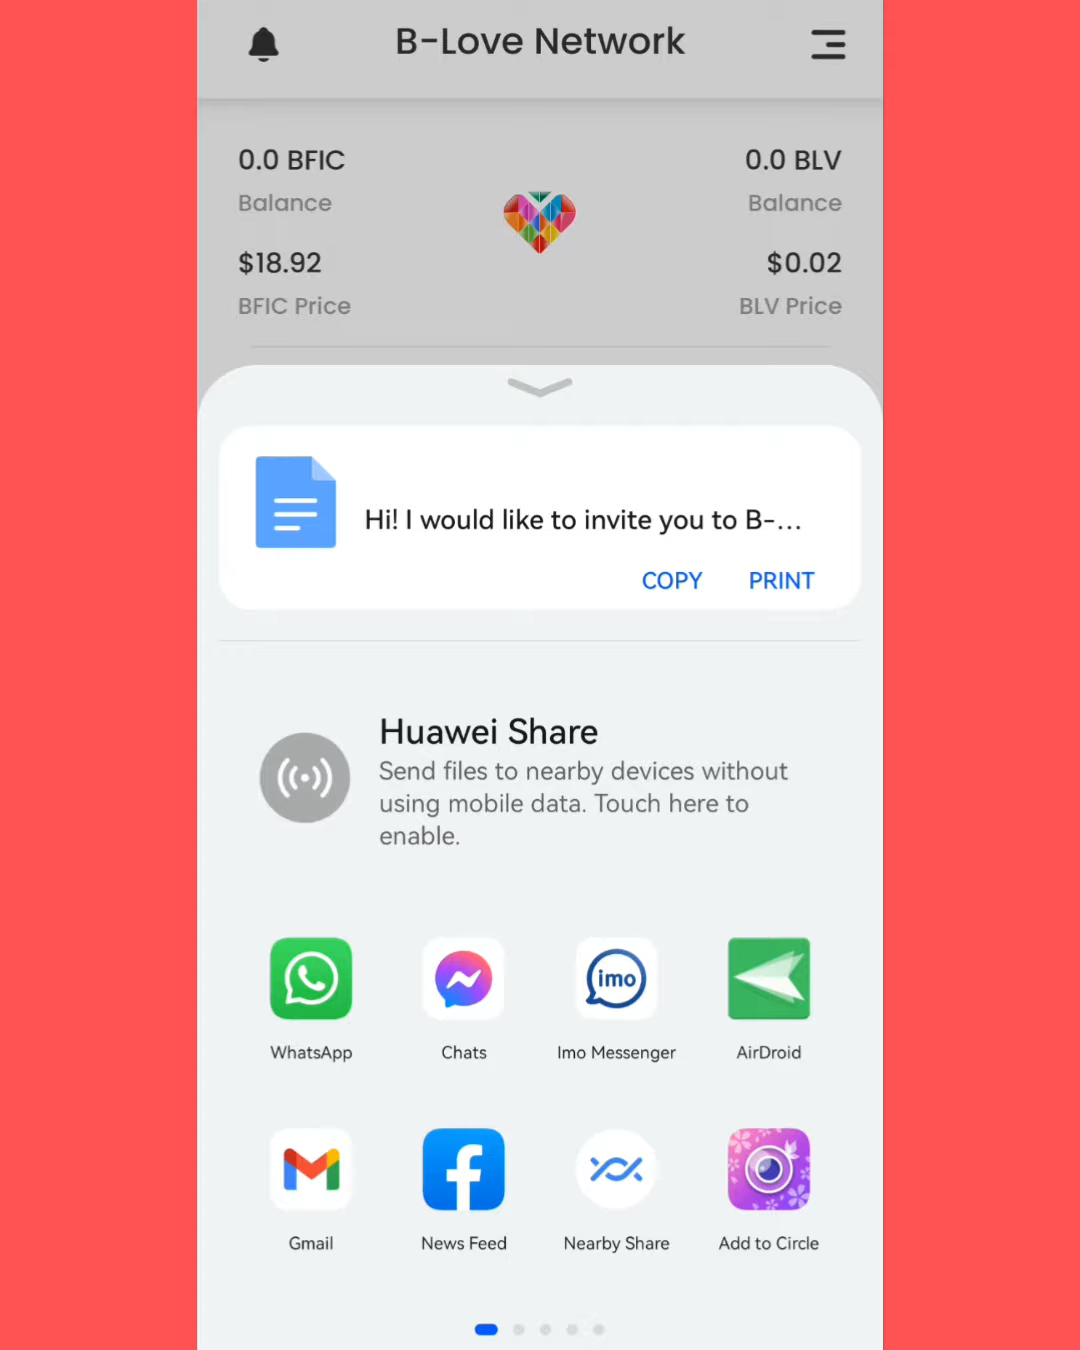 B-Love Network
0.0 BFIC
Balance
$18.92
BFIC Price
0.0 BLV
Balance
$0.02
BLV Price
Hi! I would like to invite you to B-...
COPY PRINT
Huawei Share
Send files to nearby devices without
using mobile data. Touch here to
enable.
imo
WhatsApp Chats Imo Messenger AirDroid
Gmail News Feed Nearby Share Add to Circle